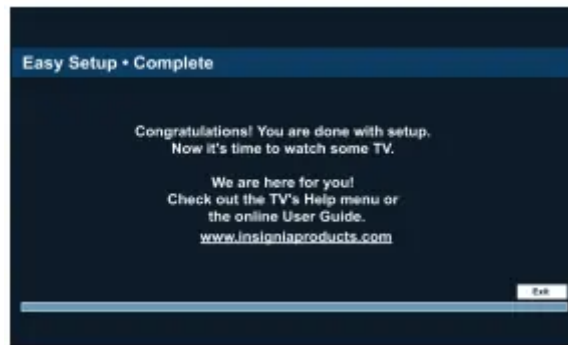 Easy Setup • Complete
Congratulations! You are done with setup.
Now it's time to watch some TV.
We are here for you!
Check out the TV's Help menu or
the online User Guide.
www.insigniaproducts.com
Exit